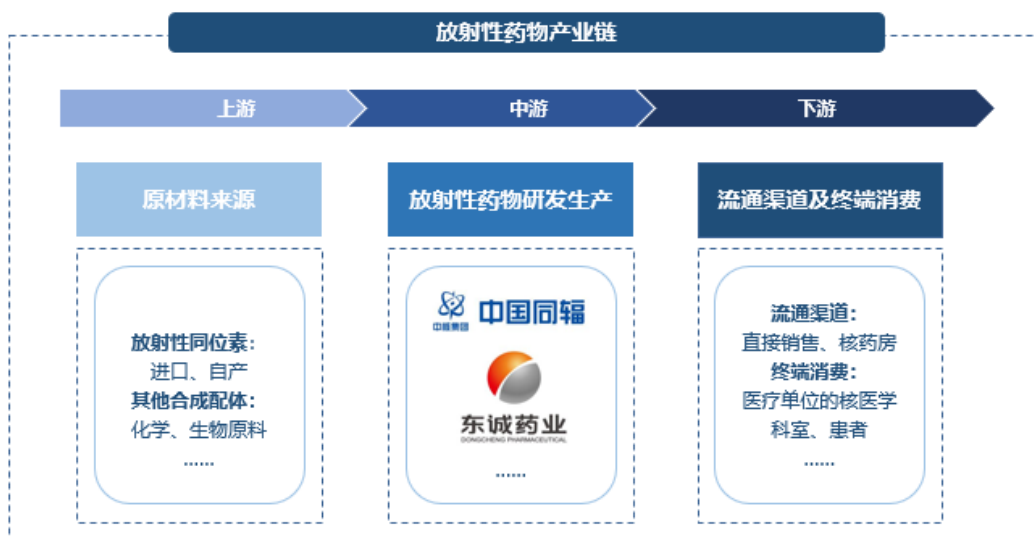 放射性药物产业链
上游
中游
下游
原材料来源
放射性药物研发生产
流通渠道及终端消费
放射性同位素：
进口、自产
其他合成配体：
化学、生物原料
......
中核集团
中国同辐
东诚药业
DONGCHENG PHARMACEUTICAL
......
流通渠道：
直接销售、核药房
终端消费：
医疗单位的核医学
科室、患者
......